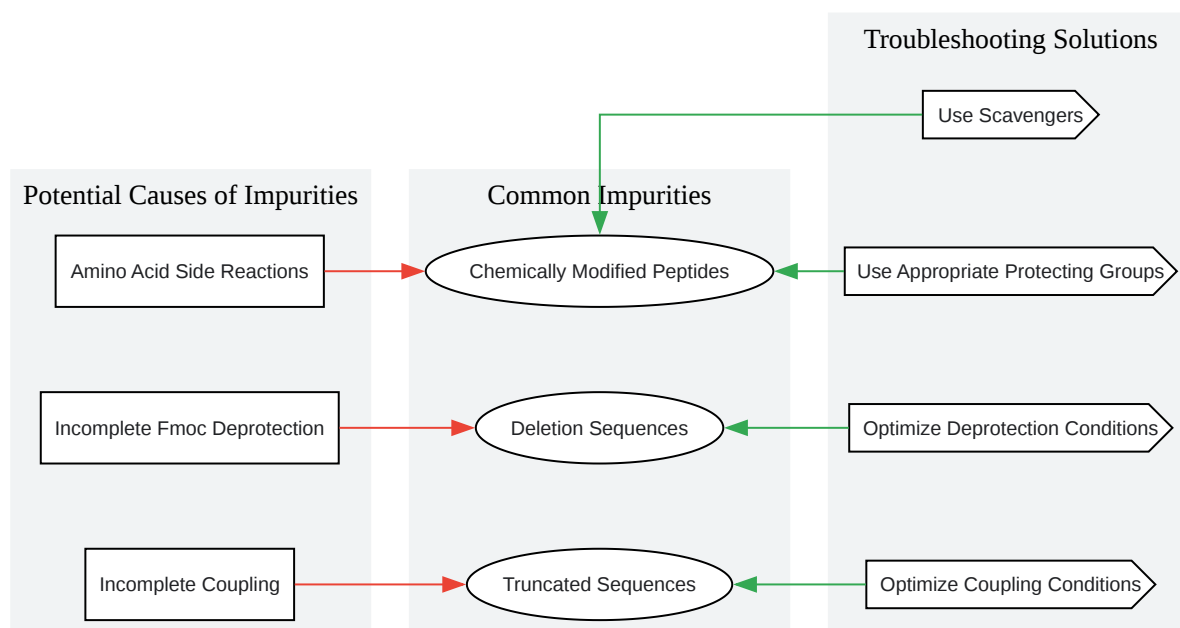 Troubleshooting Solutions
Use Scavengers
Potential Causes of Impurities
Common Impurities
Amino Acid Side Reactions
Chemically Modified Peptides
Use Appropriate Protecting Groups
Incomplete Fmoc Deprotection
Deletion Sequences
Optimize Deprotection Conditions
Incomplete Coupling
Truncated Sequences
Optimize Coupling Conditions